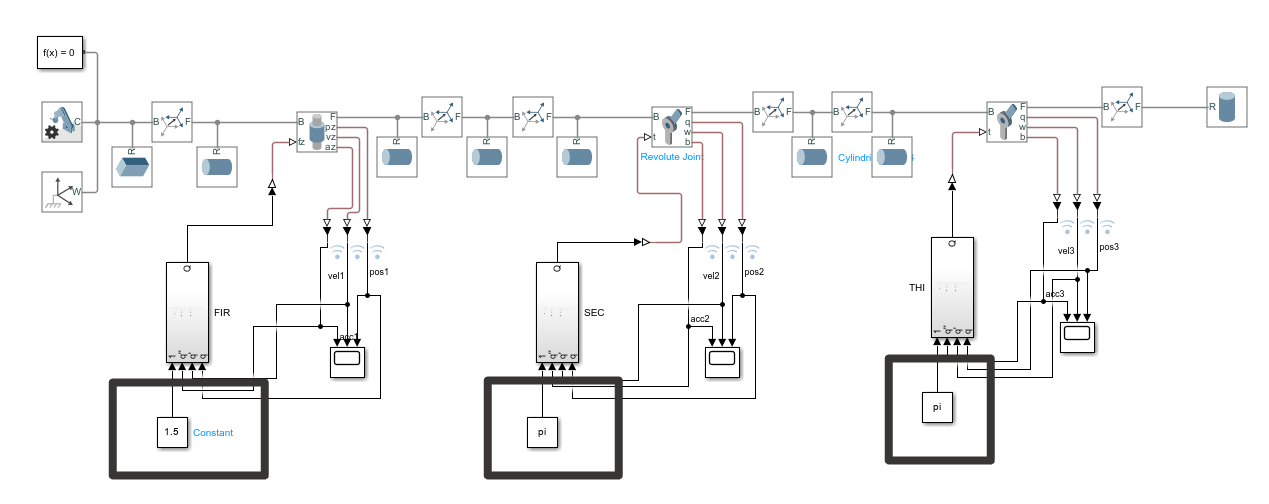 f(x) = 0
C
W
B F
R
R
B F
fz pz
vz
az
R
B F
R
B F
R
B F
t q
w
b
Revolute Joint
B F
R
B F
Cylindri
R
B F
t q
w
b
B F
R
vel1
pos1
acc1
FIR
1.5
Constant
vel2
pos2
acc2
SEC
pi
vel3
pos3
acc3
THI
pi